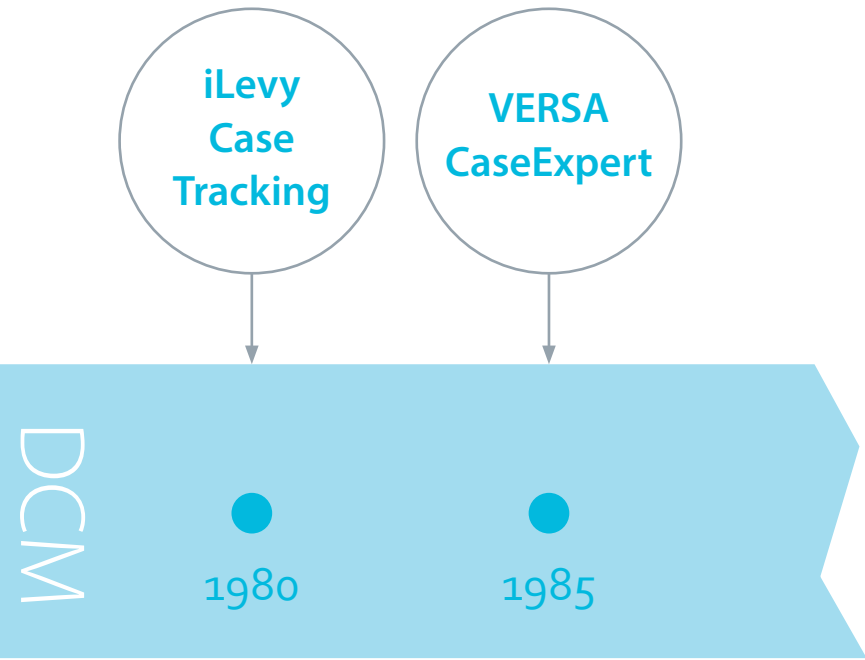 iLevy
Case
Tracking
VERSA
CaseExpert
DCM
1980
1985